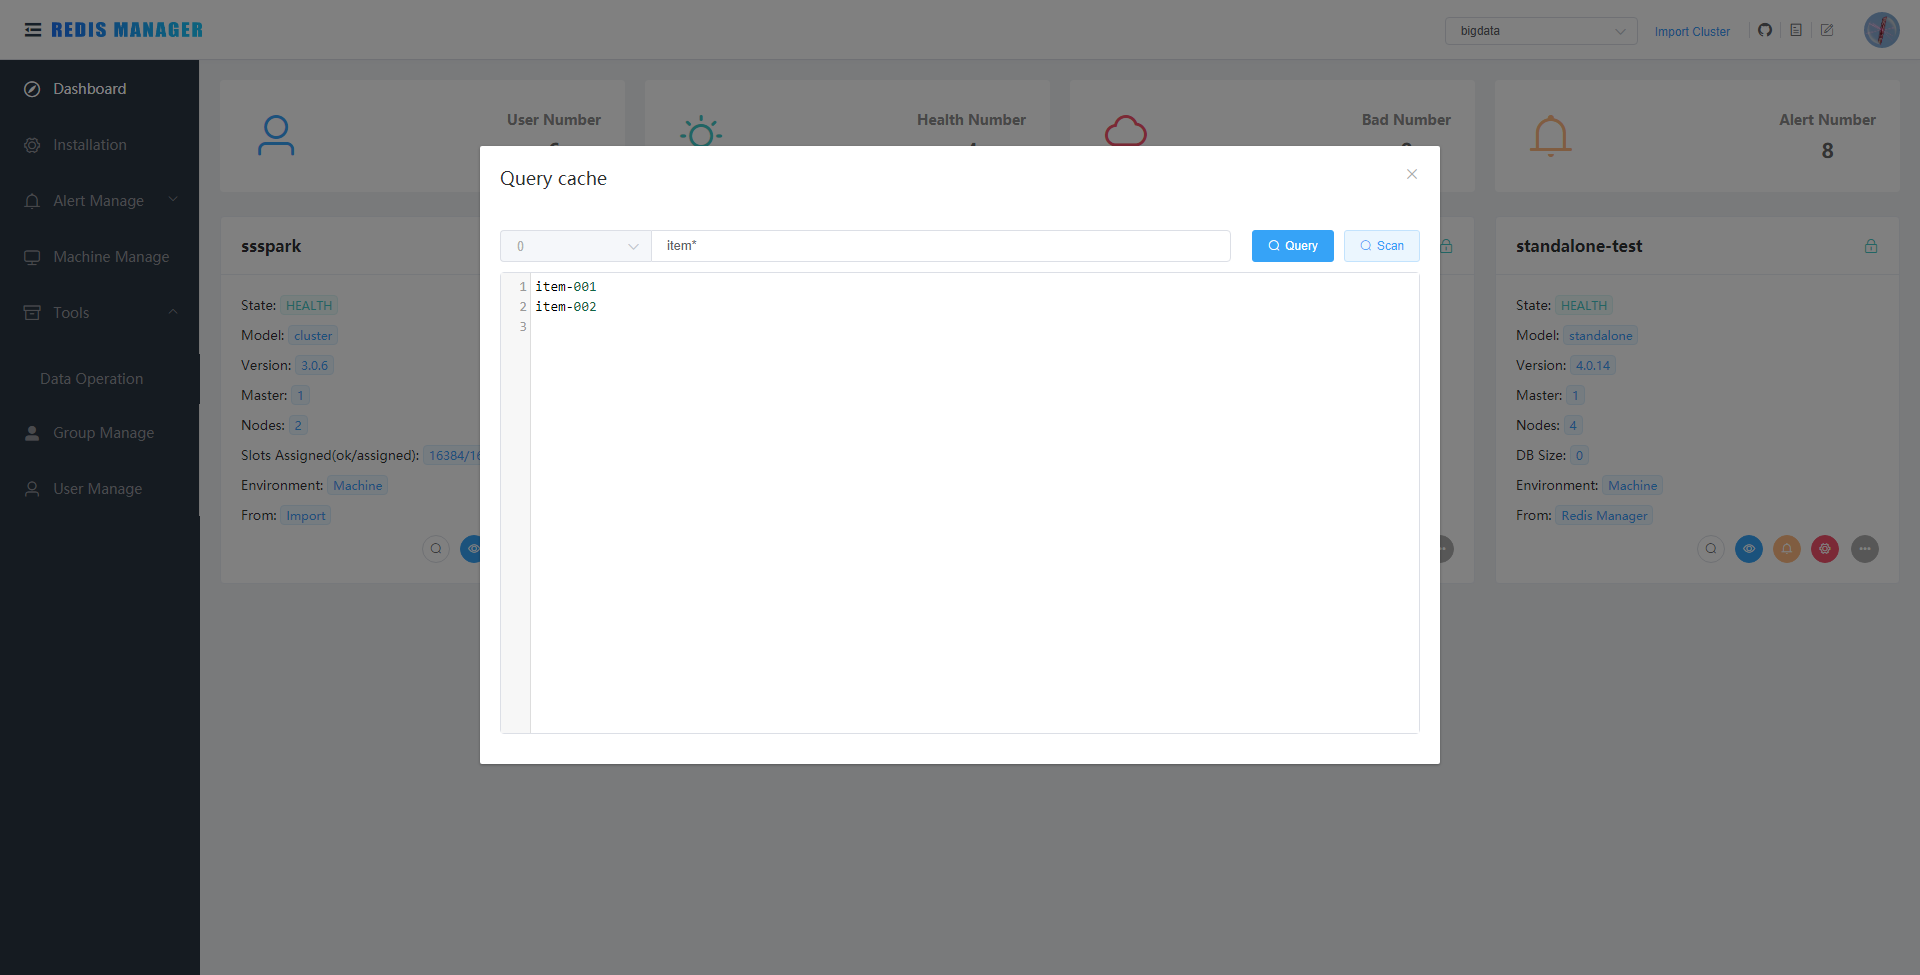 REDIS MANAGER
bigdata
Import Cluster
Dashboard
Installation
Alert Manage
Machine Manage
Tools
Data Operation
Group Manage
User Manage
User Number
Health Number
Bad Number
Alert Number
8
Query cache
0
item*
Query
Scan
1 item-001
2 item-002
3
ssspark
State: HEALTH
Model: cluster
Version: 3.0.6
Master: 1
Nodes: 2
Slots Assigned(ok/assigned): 16384/16
Environment: Machine
From: Import
standalone-test
State: HEALTH
Model: standalone
Version: 4.0.14
Master: 1
Nodes: 4
DB Size: 0
Environment: Machine
From: Redis Manager